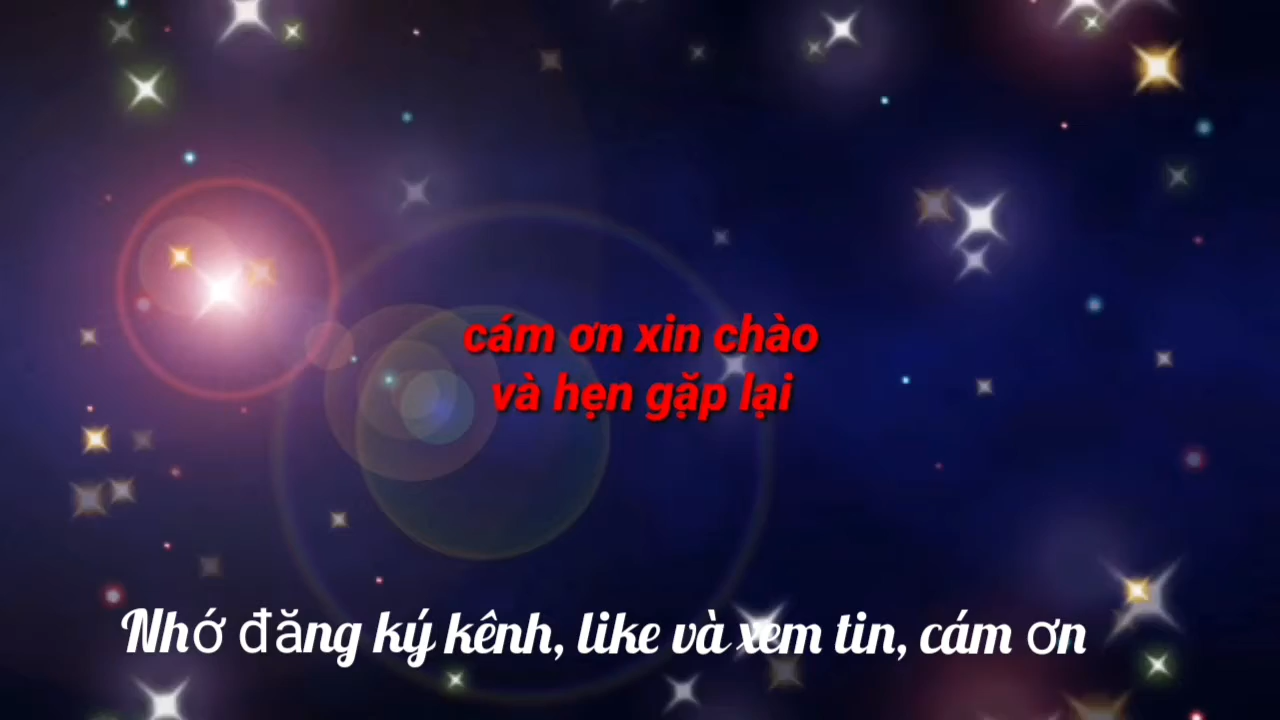 cám ơn xin chào
và hẹn gặp lại
Nhớ đăng ký kênh, like và xem tin, cám ơn